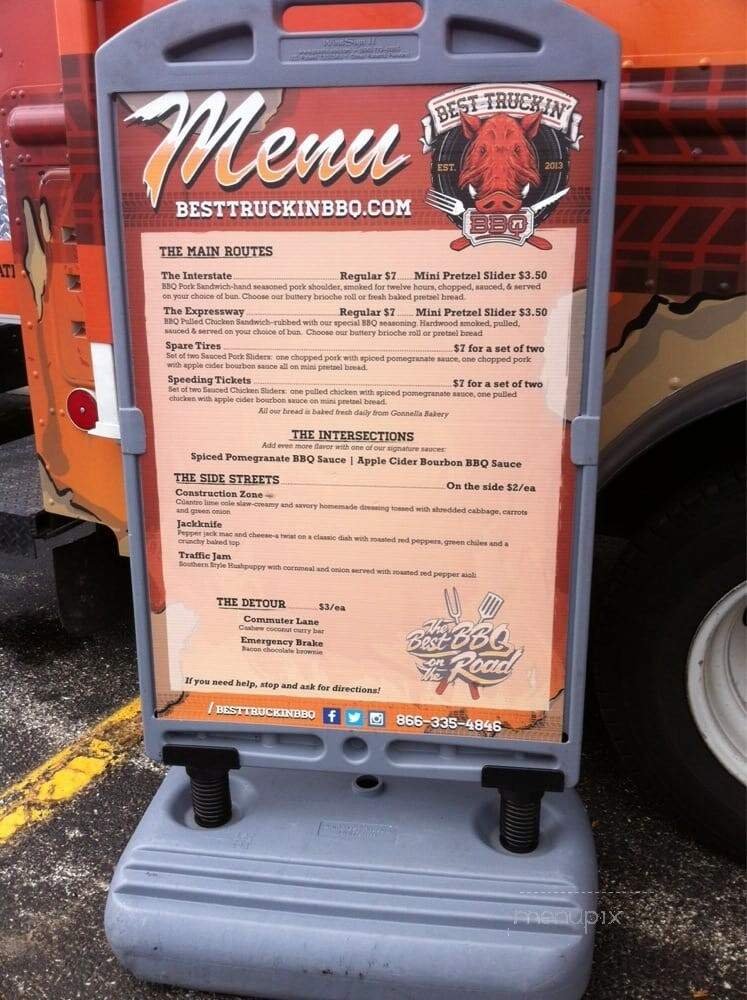 WindSign II
Menu
BEST TRUCKIN'
EST. 2013
BBQ
BESTTRUCKINBBQ.COM
THE MAIN ROUTES
The Interstate Regular $7 Mini Pretzel Slider $3.50
BBQ Pork Sandwich-hand seasoned pork shoulder, smoked for twelve hours, chopped, sauced, & served
on your choice of bun. Choose our buttery brioche roll or fresh baked pretzel bread.
The Expressway Regular $7 Mini Pretzel Slider $3.50
BBQ Pulled Chicken Sandwich-rubbed with our special BBQ seasoning. Hardwood smoked, pulled,
sauced & served on your choice of bun. Choose our buttery brioche roll or pretzel bread
Spare Tires $7 for a set of two
Set of two Sauced Pork Sliders: one chopped pork with spiced pomegranate sauce, one chopped pork
with apple cider bourbon sauce all on mini pretzel bread.
Speeding Tickets $7 for a set of two
Set of two Sauced Chicken Sliders: one pulled chicken with spiced pomegranate sauce, one pulled
chicken with apple cider bourbon sauce on mini pretzel bread.
All our bread is baked fresh daily from Gonnella Bakery
THE INTERSECTIONS
Add even more flavor with one of our signature sauces:
Spiced Pomegranate BBQ Sauce | Apple Cider Bourbon BBQ Sauce
THE SIDE STREETS On the side $2/ea
Construction Zone
Cilantro lime cole slaw-creamy and savory homemade dressing tossed with shredded cabbage, carrots
and green onion
Jackknife
Pepper jack mac and cheese-a twist on a classic dish with roasted red peppers, green chiles and a
crunchy baked top
Traffic Jam
Southern Style Hushpuppy with cornmeal and onion served with roasted red pepper aioli
THE DETOUR $3/ea
Commuter Lane
Cashew coconut curry bar
Emergency Brake
Bacon chocolate brownie
The
Best BBQ
on
the Road
If you need help, stop and ask for directions!
/BESTTRUCKINBBQ 866-335-4846
menupix